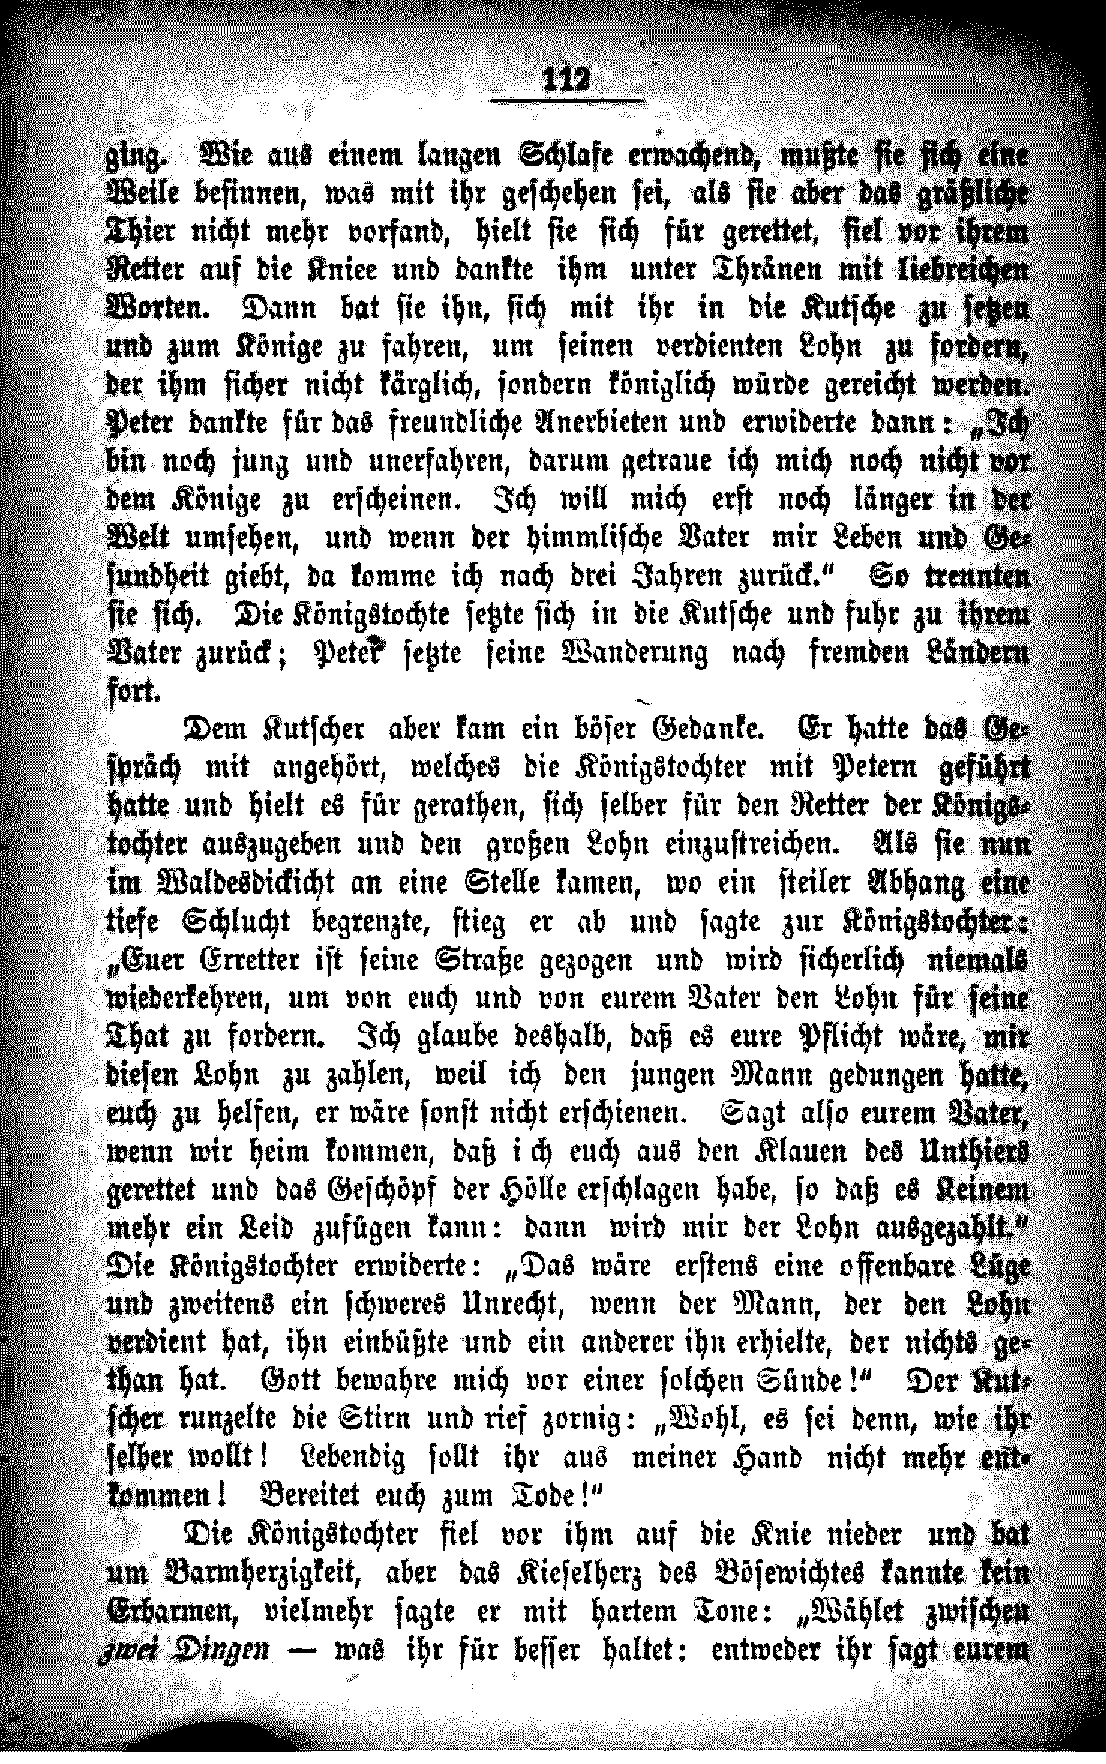 112
ging. Wie aus einem langen Schlafe erwachend, mußte sie sich eine
Weile besinnen, was mit ihr geschehen sei, als sie aber das gräßliche
Thier nicht mehr vorfand, hielt sie sich für gerettet, fiel vor ihrem
Retter auf die Kniee und dankte ihm unter Thränen mit liebreichen
Worten. Dann bat sie ihn, sich mit ihr in die Kutsche zu setzen
und zum Könige zu fahren, um seinen verdienten Lohn zu fordern,
der ihm sicher nicht kärglich, sondern königlich würde gereicht werden.
Peter dankte für das freundliche Anerbieten und erwiderte dann: „Ich
bin noch jung und unerfahren, darum getraue ich mich noch nicht vor
dem Könige zu erscheinen. Ich will mich erst noch länger in der
Welt umsehen, und wenn der himmlische Vater mir Leben und Ge-
sundheit giebt, da komme ich nach drei Jahren zurück.“ So trennten
sie sich. Die Königstochte setzte sich in die Kutsche und fuhr zu ihrem
Vater zurück; Peter setzte seine Wanderung nach fremden Ländern
fort.
Dem Kutscher aber kam ein böser Gedanke. Er hatte das Ge-
spräch mit angehört, welches die Königstochter mit Petern geführt
hatte und hielt es für gerathen, sich selber für den Retter der Königs-
tochter auszugeben und den großen Lohn einzustreichen. Als sie nun
im Waldesdickicht an eine Stelle kamen, wo ein steiler Abhang eine
tiefe Schlucht begrenzte, stieg er ab und sagte zur Königstochter:
„Euer Erretter ist seine Straße gezogen und wird sicherlich niemals
wiederkehren, um von euch und von eurem Vater den Lohn für seine
That zu fordern. Ich glaube deshalb, daß es eure Pflicht wäre, mir
diesen Lohn zu zahlen, weil ich den jungen Mann gedungen hatte,
euch zu helfen, er wäre sonst nicht erschienen. Sagt also eurem Vater,
wenn wir heim kommen, daß ich euch aus den Klauen des Unthiers
gerettet und das Geschöpf der Hölle erschlagen habe, so daß es Keinem
mehr ein Leid zufügen kann: dann wird mir der Lohn ausgezahlt.“
Die Königstochter erwiderte: „Das wäre erstens eine offenbare Lüge
und zweitens ein schweres Unrecht, wenn der Mann, der den Lohn
verdient hat, ihn einbüßte und ein anderer ihn erhielte, der nichts ge-
than hat. Gott bewahre mich vor einer solchen Sünde!“ Der Kut-
scher runzelte die Stirn und rief zornig: „Wohl, es sei denn, wie ihr
selber wollt! Lebendig sollt ihr aus meiner Hand nicht mehr ent-
kommen! Bereitet euch zum Tode!“
Die Königstochter fiel vor ihm auf die Knie nieder und bat
um Barmherzigkeit, aber das Kieselherz des Bösewichtes kannte kein
Erbarmen, vielmehr sagte er mit hartem Tone: „Wählet zwischen
zwei Dingen — was ihr für besser haltet: entweder ihr sagt eurem